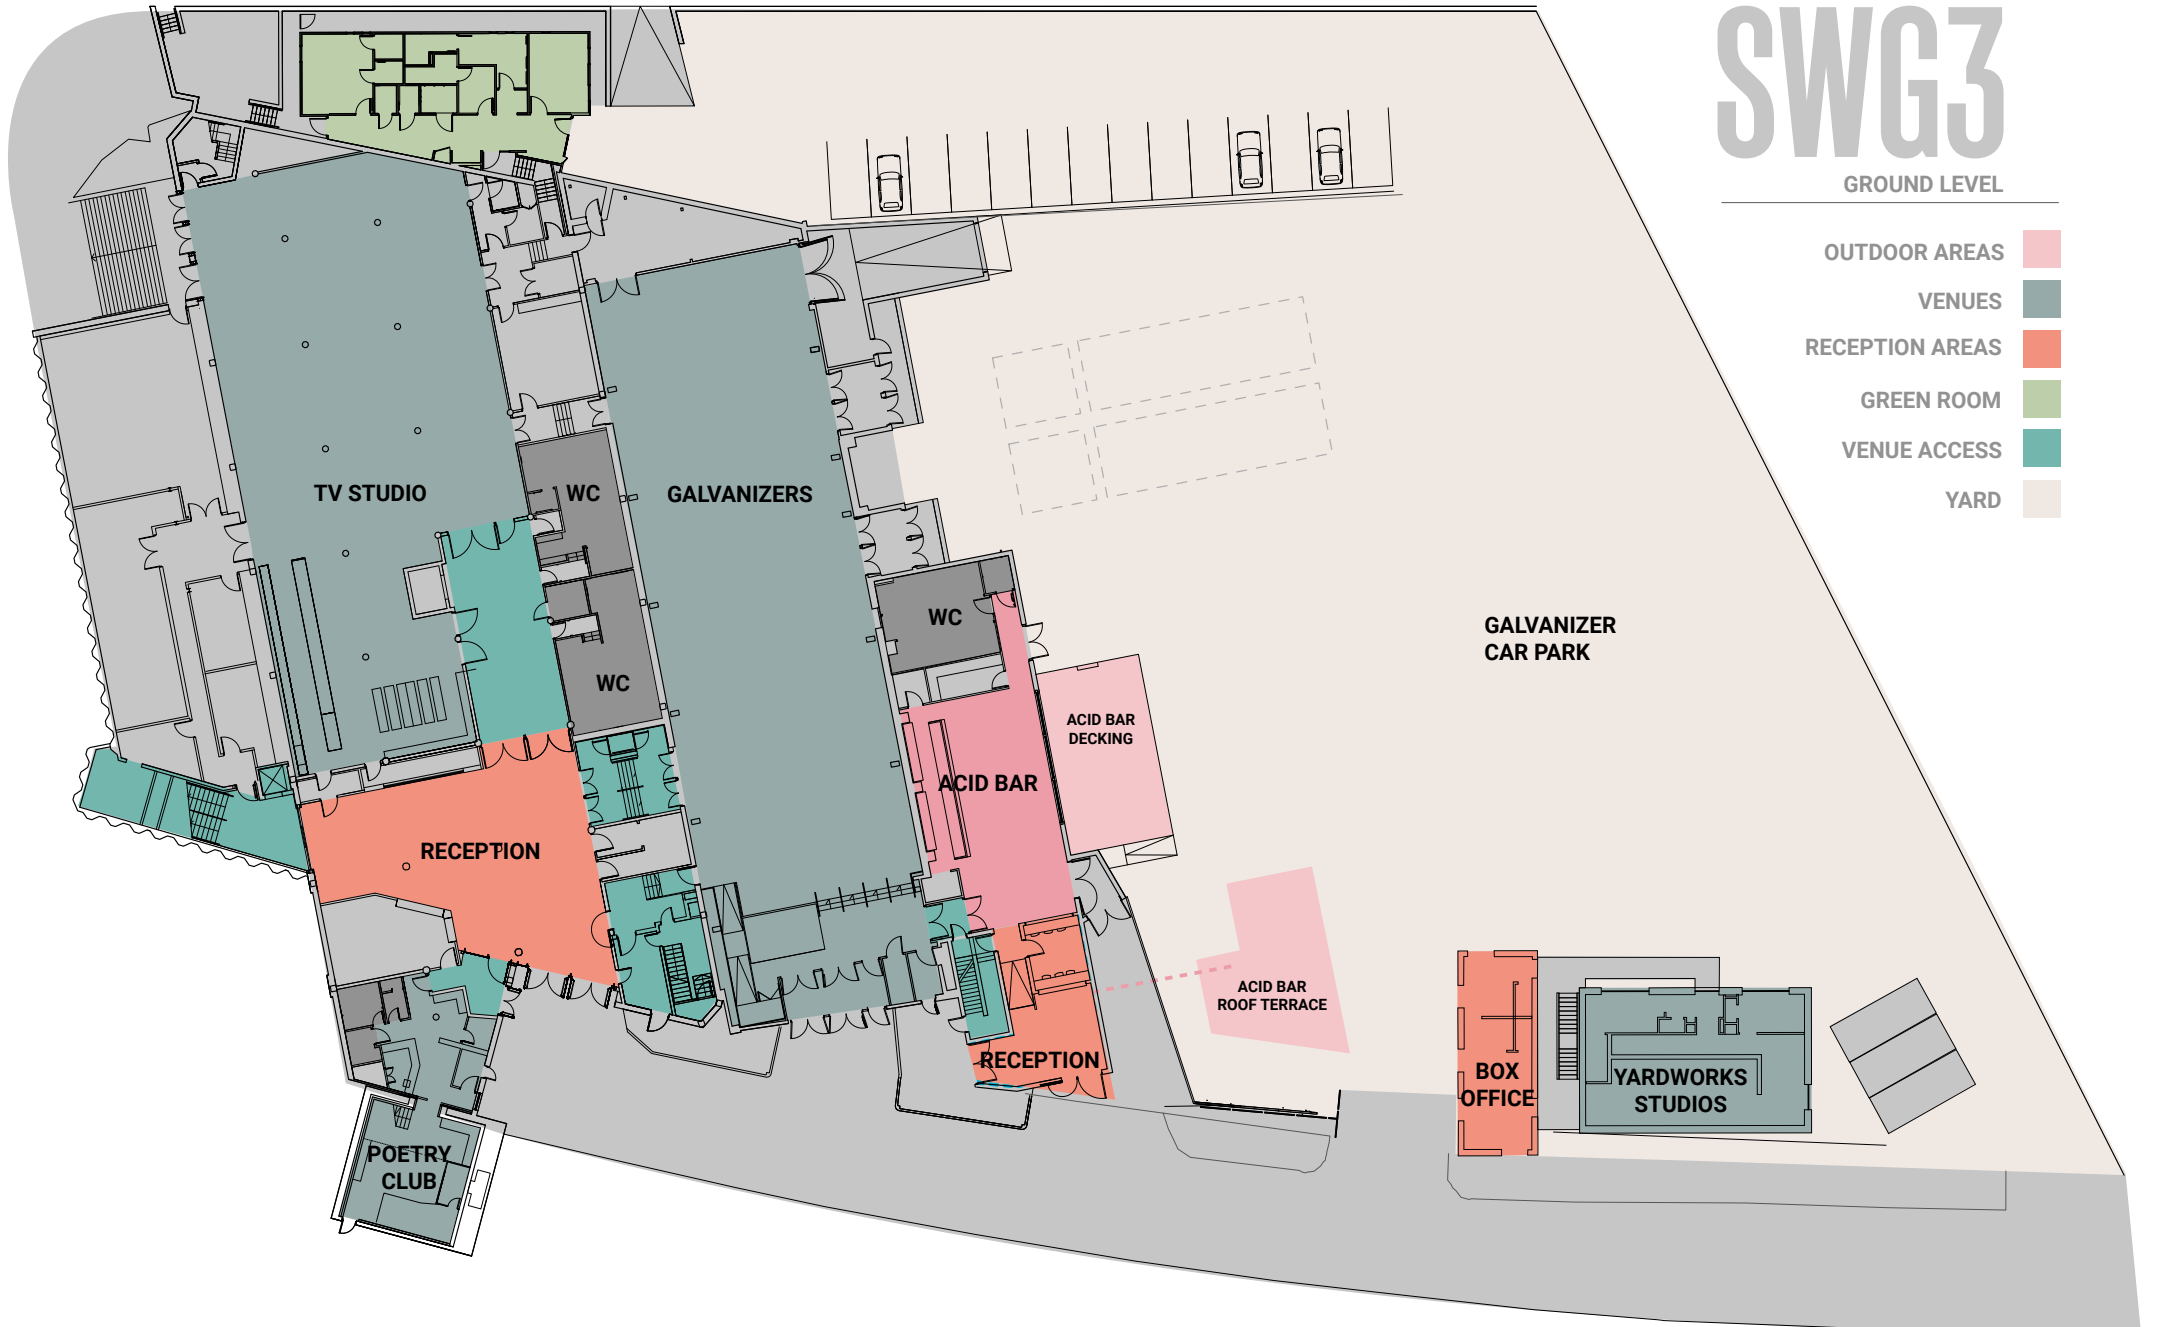 SWG3
GROUND LEVEL
OUTDOOR AREAS
VENUES
RECEPTION AREAS
GREEN ROOM
VENUE ACCESS
YARD
TV STUDIO
WC
GALVANIZERS
WC
WC
GALVANIZER
CAR PARK
ACID BAR
DECKING
ACID BAR
RECEPTION
ACID BAR
ROOF TERRACE
RECEPTION
BOX
OFFICE
YARDWORKS
STUDIOS
POETRY
CLUB